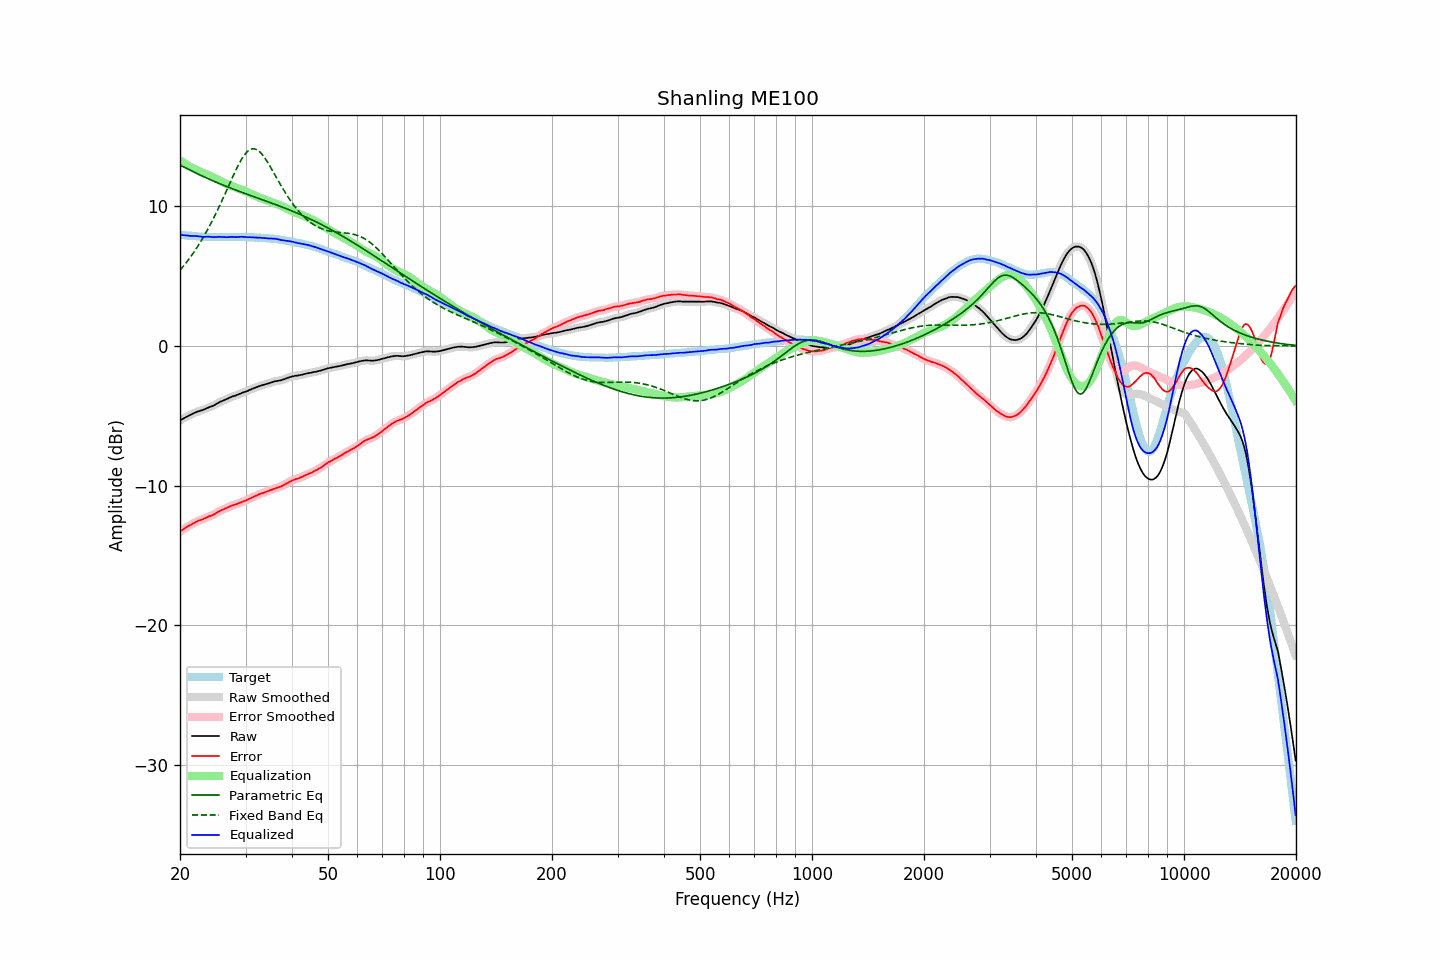 Shanling ME100
Amplitude (dBr)
10
0
−10
−20
−30
Target
Raw Smoothed
Error Smoothed
Raw
Error
Equalization
Parametric Eq
Fixed Band Eq
Equalized
20 50 100 200 500 1000 2000 5000 10000 20000
Frequency (Hz)